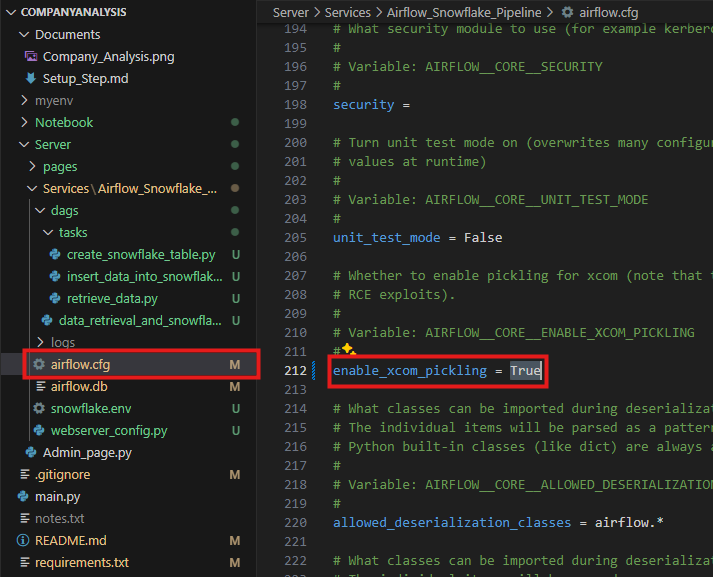 COMPANYANALYSIS
Documents
Company_Analysis.png
Setup_Step.md
myenv
Notebook
Server
pages
Services\Airflow_Snowflake_...
dags
tasks
create_snowflake_table.py U
insert_data_into_snowflak... U
retrieve_data.py U
data_retrieval_and_snowfla... U
logs
airflow.cfg M
airflow.db M
snowflake.env U
webserver_config.py U
Admin_page.py
.gitignore M
main.py
notes.txt
README.md M
requirements.txt M
Server > Services > Airflow_Snowflake_Pipeline > airflow.cfg
194 # What security module to use (for example kerbero
195 #
196 # Variable: AIRFLOW__CORE__SECURITY
197 #
198 security =
199
200 # Turn unit test mode on (overwrites many configur
201 # values at runtime)
202 #
203 # Variable: AIRFLOW__CORE__UNIT_TEST_MODE
204 #
205 unit_test_mode = False
206
207 # Whether to enable pickling for xcom (note that t
208 # RCE exploits).
209 #
210 # Variable: AIRFLOW__CORE__ENABLE_XCOM_PICKLING
211 #
212 enable_xcom_pickling = True
213
214 # What classes can be imported during deserializat
215 # The individual items will be parsed as a pattern
216 # Python built-in classes (like dict) are always a
217 #
218 # Variable: AIRFLOW__CORE__ALLOWED_DESERIALIZATION
219 #
220 allowed_deserialization_classes = airflow.*
221
222 # What classes can be imported during deserializat